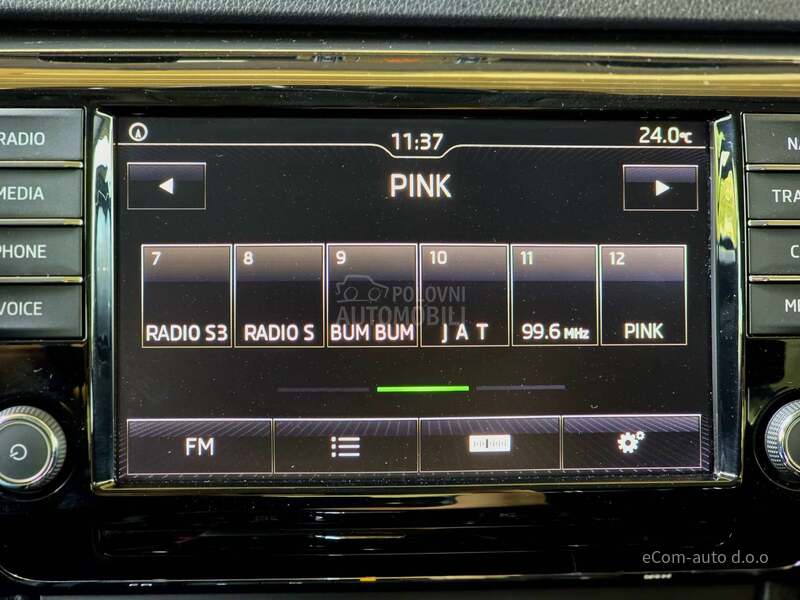 11:37
24.0°C
PINK
RADIO
MEDIA
PHONE
VOICE
7
8
9
10
11
12
RADIO S3
RADIO S
BUM BUM
J A T
99.6 MHz
PINK
POLOVNI
AUTOMOBILI
FM
eCom-auto d.o.o